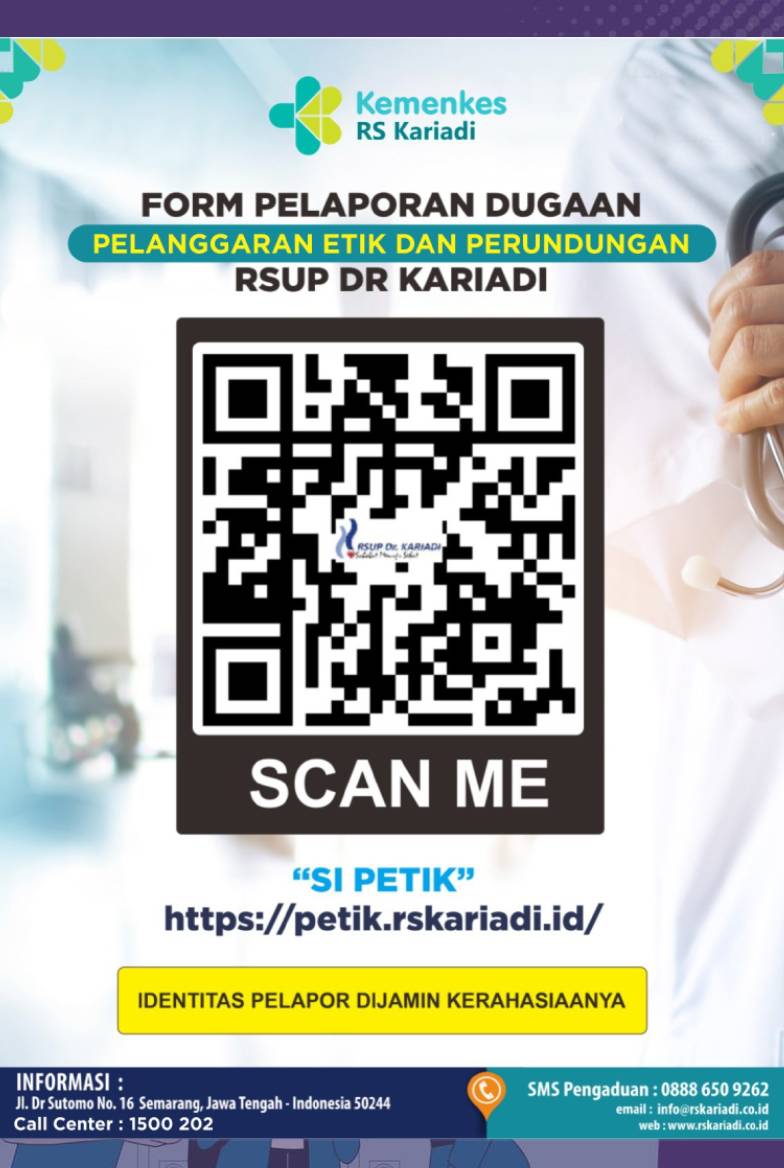 Kemenkes
RS Kariadi
FORM PELAPORAN DUGAAN
PELANGGARAN ETIK DAN PERUNDUNGAN
RSUP DR KARIADI
RSUP Dr. KARIADI
Sahabat Menuju Sehat
SCAN ME
“SI PETIK”
https://petik.rskariadi.id/
IDENTITAS PELAPOR DIJAMIN KERAHASIAANYA
INFORMASI :
Jl. Dr Sutomo No. 16 Semarang, Jawa Tengah - Indonesia 50244
Call Center : 1500 202
SMS Pengaduan : 0888 650 9262
email : info@rskariadi.co.id
web : www.rskariadi.co.id